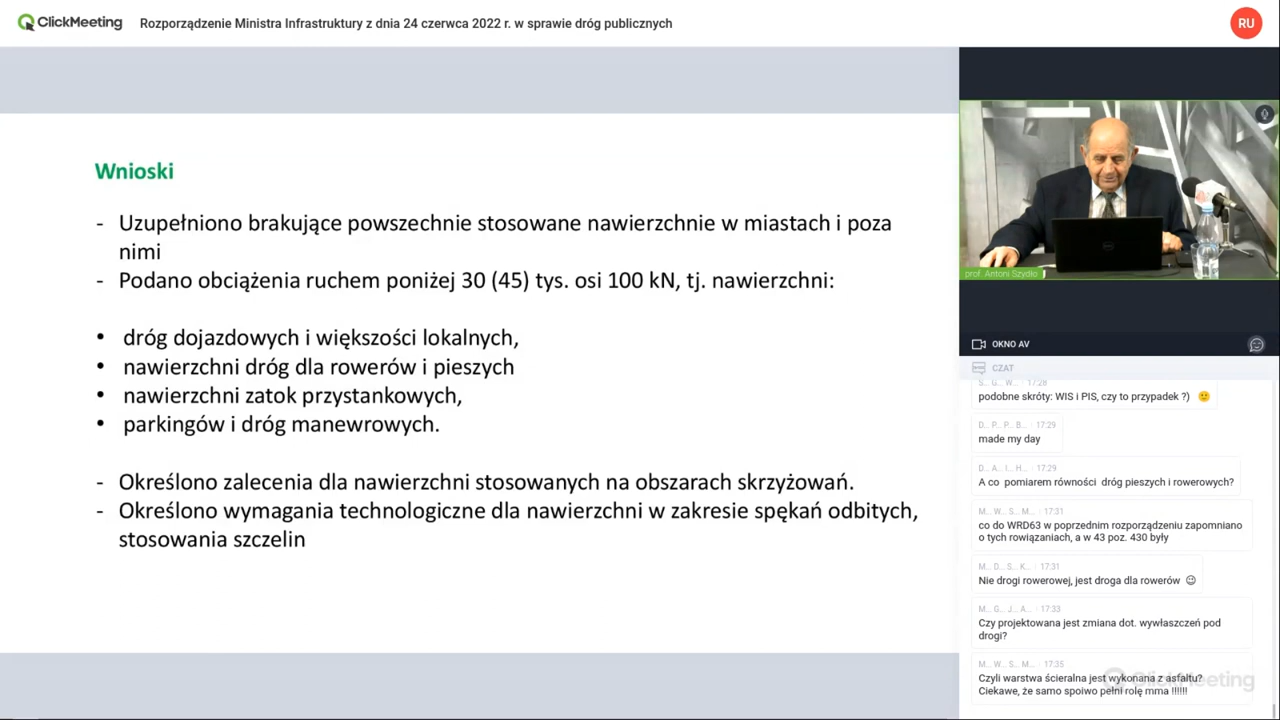 ClickMeeting
Rozporządzenie Ministra Infrastruktury z dnia 24 czerwca 2022 r. w sprawie dróg publicznych
RU
Wnioski
- Uzupełniono brakujące powszechnie stosowane nawierzchnie w miastach i poza
nimi
- Podano obciążenia ruchem poniżej 30 (45) tys. osi 100 kN, tj. nawierzchni:
• dróg dojazdowych i większości lokalnych,
• nawierzchni dróg dla rowerów i pieszych
• nawierzchni zatok przystankowych,
• parkingów i dróg manewrowych.
- Określono zalecenia dla nawierzchni stosowanych na obszarach skrzyżowań.
- Określono wymagania technologiczne dla nawierzchni w zakresie spękań odbitych,
stosowania szczelin
prof. Antoni Szydło
OKNO AV
CZAT
S... G... W... 17:28
podobne skróty: WIS i PIS, czy to przypadek ?) 🙂
D... P... P... B... 17:29
made my day
D... A... I... H... 17:29
A co pomiarem równości dróg pieszych i rowerowych?
M... W... S... M... 17:31
co do WRD63 w poprzednim rozporządzeniu zapomniano
o tych rowiązaniach, a w 43 poz. 430 były
M... D... S... K... 17:31
Nie drogi rowerowej, jest droga dla rowerów 😉
M... G... J... A... 17:33
Czy projektowana jest zmiana dot. wywłaszczeń pod
drogi?
M... W... S... M... 17:35
Czyli warstwa ścieralna jest wykonana z asfaltu?
Ciekawe, że samo spoiwo pełni rolę mma !!!!!!
ClickMeeting